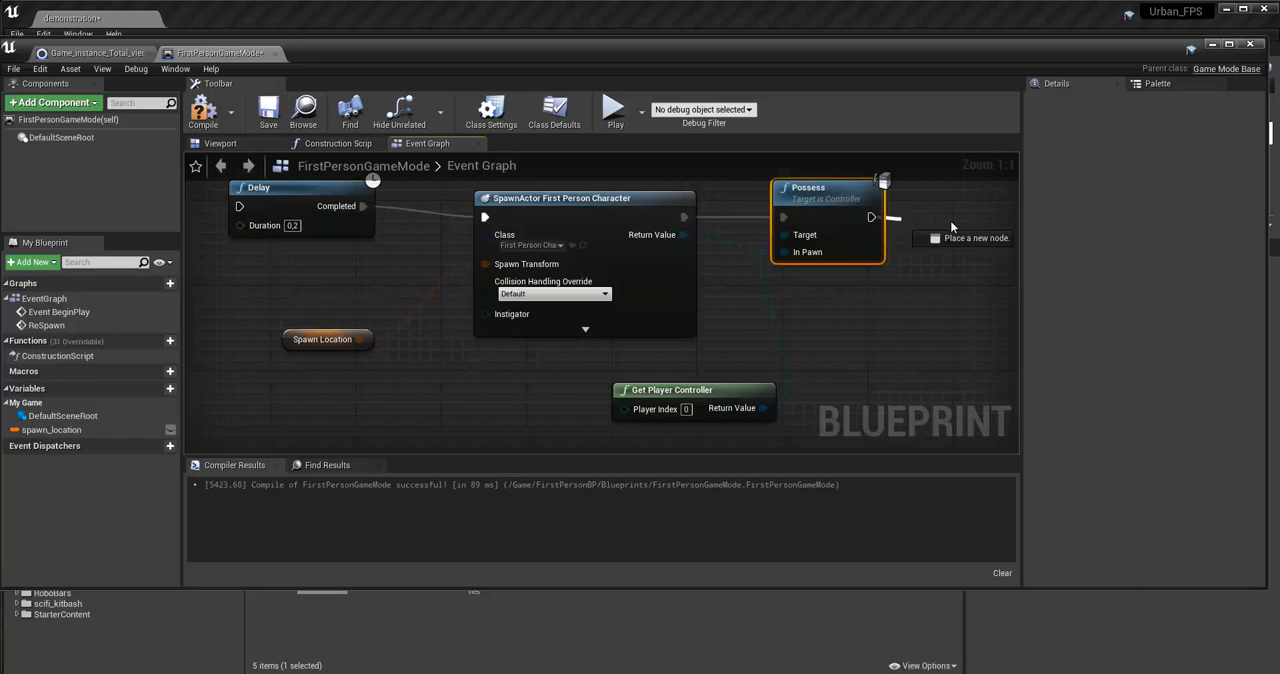 demonstration*
Urban_FPS
File Edit Window Help
Game_instance_Total_vie
FirstPersonGameMode*
File Edit Asset View Debug Window Help
Parent class: Game Mode Base
Components
Toolbar
Details
Palette
+Add Component
Search
FirstPersonGameMode(self)
DefaultSceneRoot
Compile
Save
Browse
Find
Hide Unrelated
Class Settings
Class Defaults
Play
No debug object selected
Debug Filter
Viewport
Construction Scrip
Event Graph
FirstPersonGameMode > Event Graph
Zoom 1:1
Delay
Completed
Duration 0,2
SpawnActor First Person Character
Class
First Person Cha
Return Value
Spawn Transform
Collision Handling Override
Default
Instigator
Possess
Target is Controller
Target
In Pawn
Place a new node.
Spawn Location
Get Player Controller
Player Index 0
Return Value
BLUEPRINT
My Blueprint
+Add New
Search
Graphs
EventGraph
Event BeginPlay
ReSpawn
Functions (31 Overridable)
ConstructionScript
Macros
Variables
My Game
DefaultSceneRoot
spawn_location
Event Dispatchers
Compiler Results
Find Results
[5423.68] Compile of FirstPersonGameMode successful! [in 89 ms] (/Game/FirstPersonBP/Blueprints/FirstPersonGameMode.FirstPersonGameMode)
Clear
RoboBars
scifi_kitbash
StarterContent
5 items (1 selected)
View Options